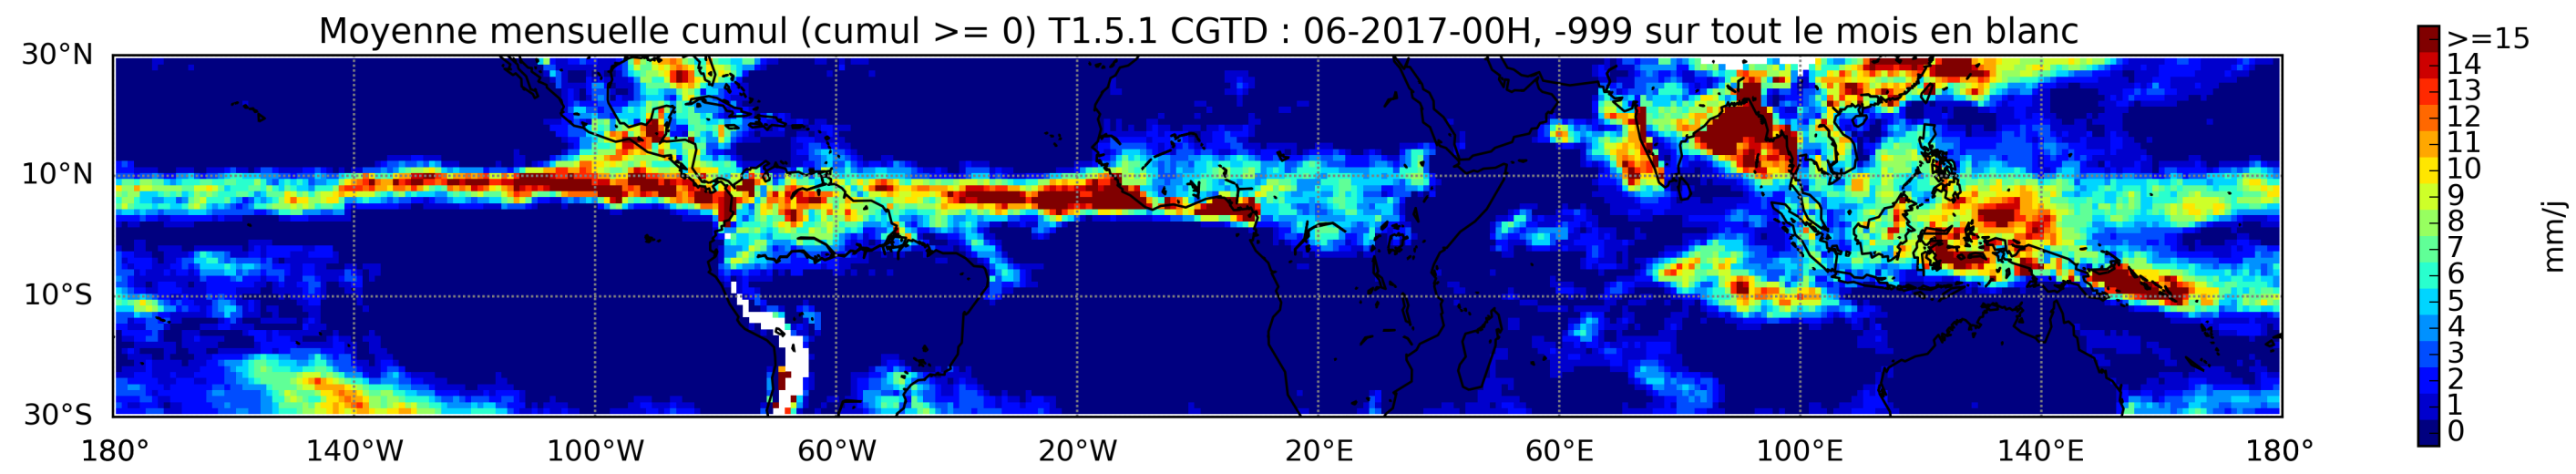 Moyenne mensuelle cumul (cumul >= 0) T1.5.1 CGTD : 06-2017-00H, -999 sur tout le mois en blanc
30°N
10°N
10°S
30°S
180°
140°W
100°W
60°W
20°W
20°E
60°E
100°E
140°E
180°
>=15
14
13
12
11
10
9
8
7
6
5
4
3
2
1
0
mm/j